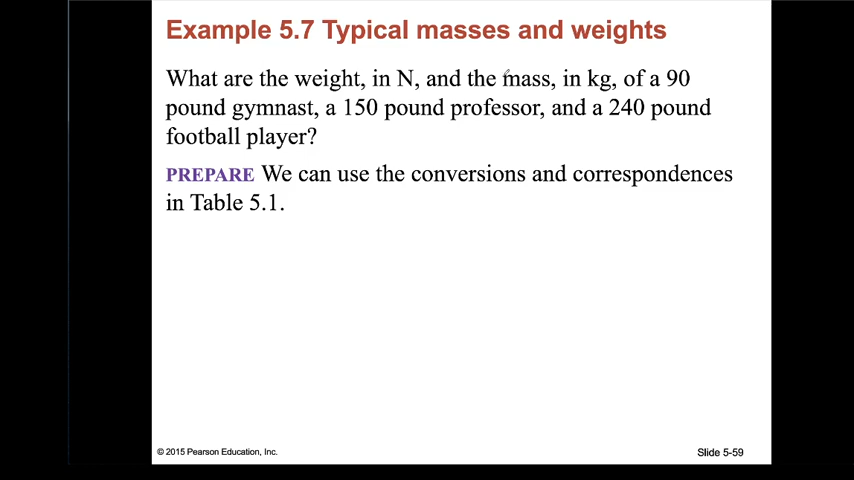 Example 5.7 Typical masses and weights
What are the weight, in N, and the mass, in kg, of a 90
pound gymnast, a 150 pound professor, and a 240 pound
football player?
PREPARE We can use the conversions and correspondences
in Table 5.1.
© 2015 Pearson Education, Inc.
Slide 5-59